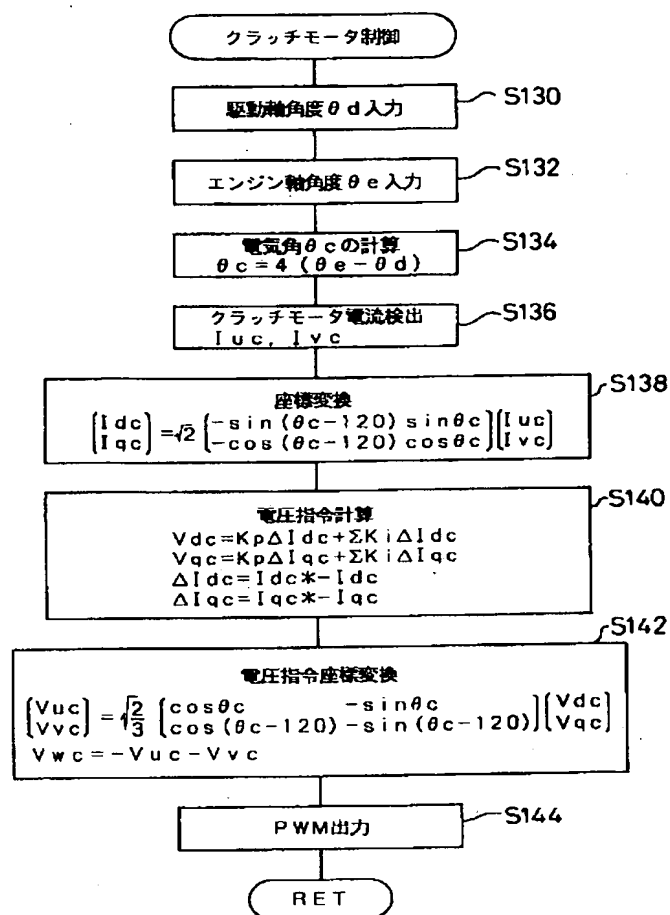 クラッチモータ制御
駆動軸角度θd入力
S130
エンジン軸角度θe入力
S132
電気角θcの計算
θc=4(θe-θd)
S134
クラッチモータ電流検出
Iuc, Ivc
S136
座標変換
[Idc] =√2 [-sin(θc-120) sinθc] [Iuc]
[Iqc] [-cos(θc-120) cosθc] [Ivc]
S138
電圧指令計算
Vdc=KpΔIdc+ΣKiΔIdc
Vqc=KpΔIqc+ΣKiΔIqc
ΔIdc=Idc*-Idc
ΔIqc=Iqc*-Iqc
S140
電圧指令座標変換
[Vuc] =√2/3 [cosθc -sinθc] [Vdc]
[Vvc] [cos(θc-120) -sin(θc-120)] [Vqc]
Vwc=-Vuc-Vvc
S142
PWM出力
S144
RET